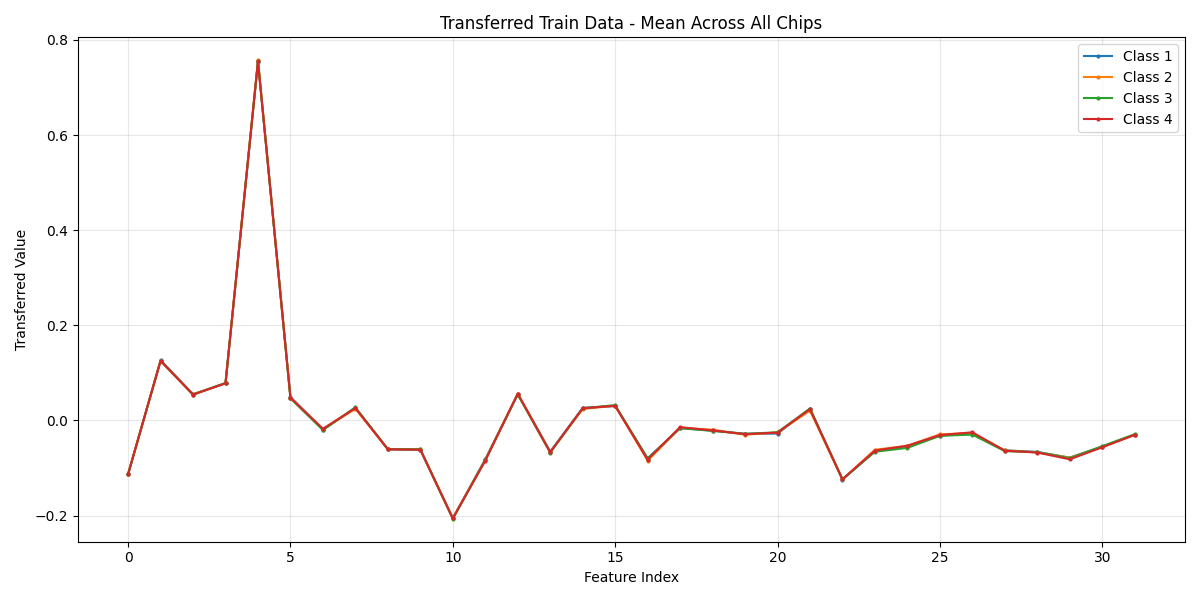 Transferred Train Data - Mean Across All Chips
Class 1
Class 2
Class 3
Class 4
Transferred Value
0.8
0.6
0.4
0.2
0.0
−0.2
0 5 10 15 20 25 30
Feature Index